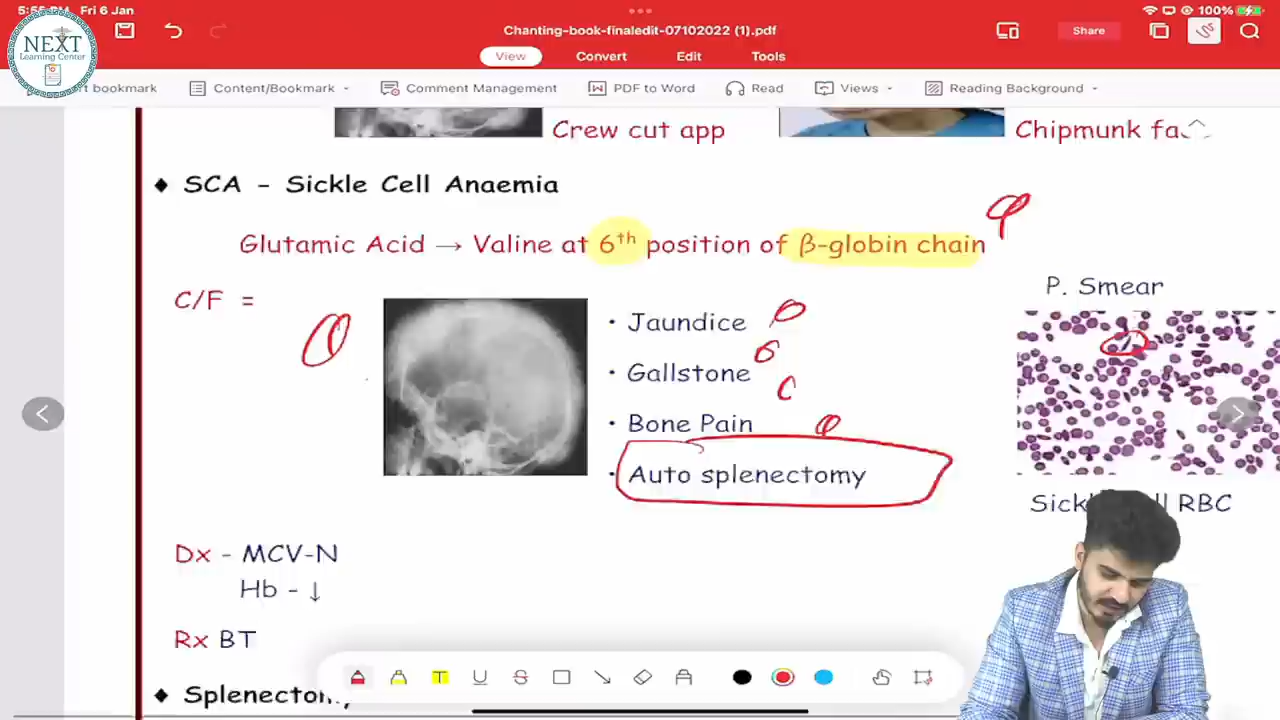 5:55 PM Fri 6 Jan
100%
NEXT
Learning Center
Chanting-book-finaledit-07102022 (1).pdf
Share
View
Convert
Edit
Tools
bookmark
Content/Bookmark
Comment Management
PDF to Word
Read
Views
Reading Background
Crew cut app
Chipmunk fa
♦ SCA - Sickle Cell Anaemia
Glutamic Acid → Valine at 6th position of β-globin chain
C/F =
• Jaundice
• Gallstone
• Bone Pain
• Auto splenectomy
P. Smear
Sick ll RBC
Dx - MCV-N
Hb - ↓
Rx BT
♦ Splenectomy